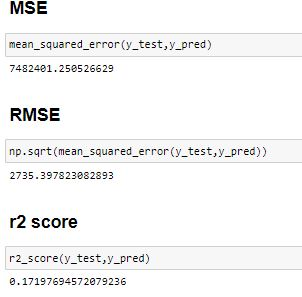 MSE
mean_squared_error(y_test,y_pred)
7482401.250526629
RMSE
np.sqrt(mean_squared_error(y_test,y_pred))
2735.397823082893
r2 score
r2_score(y_test,y_pred)
0.17197694572079236